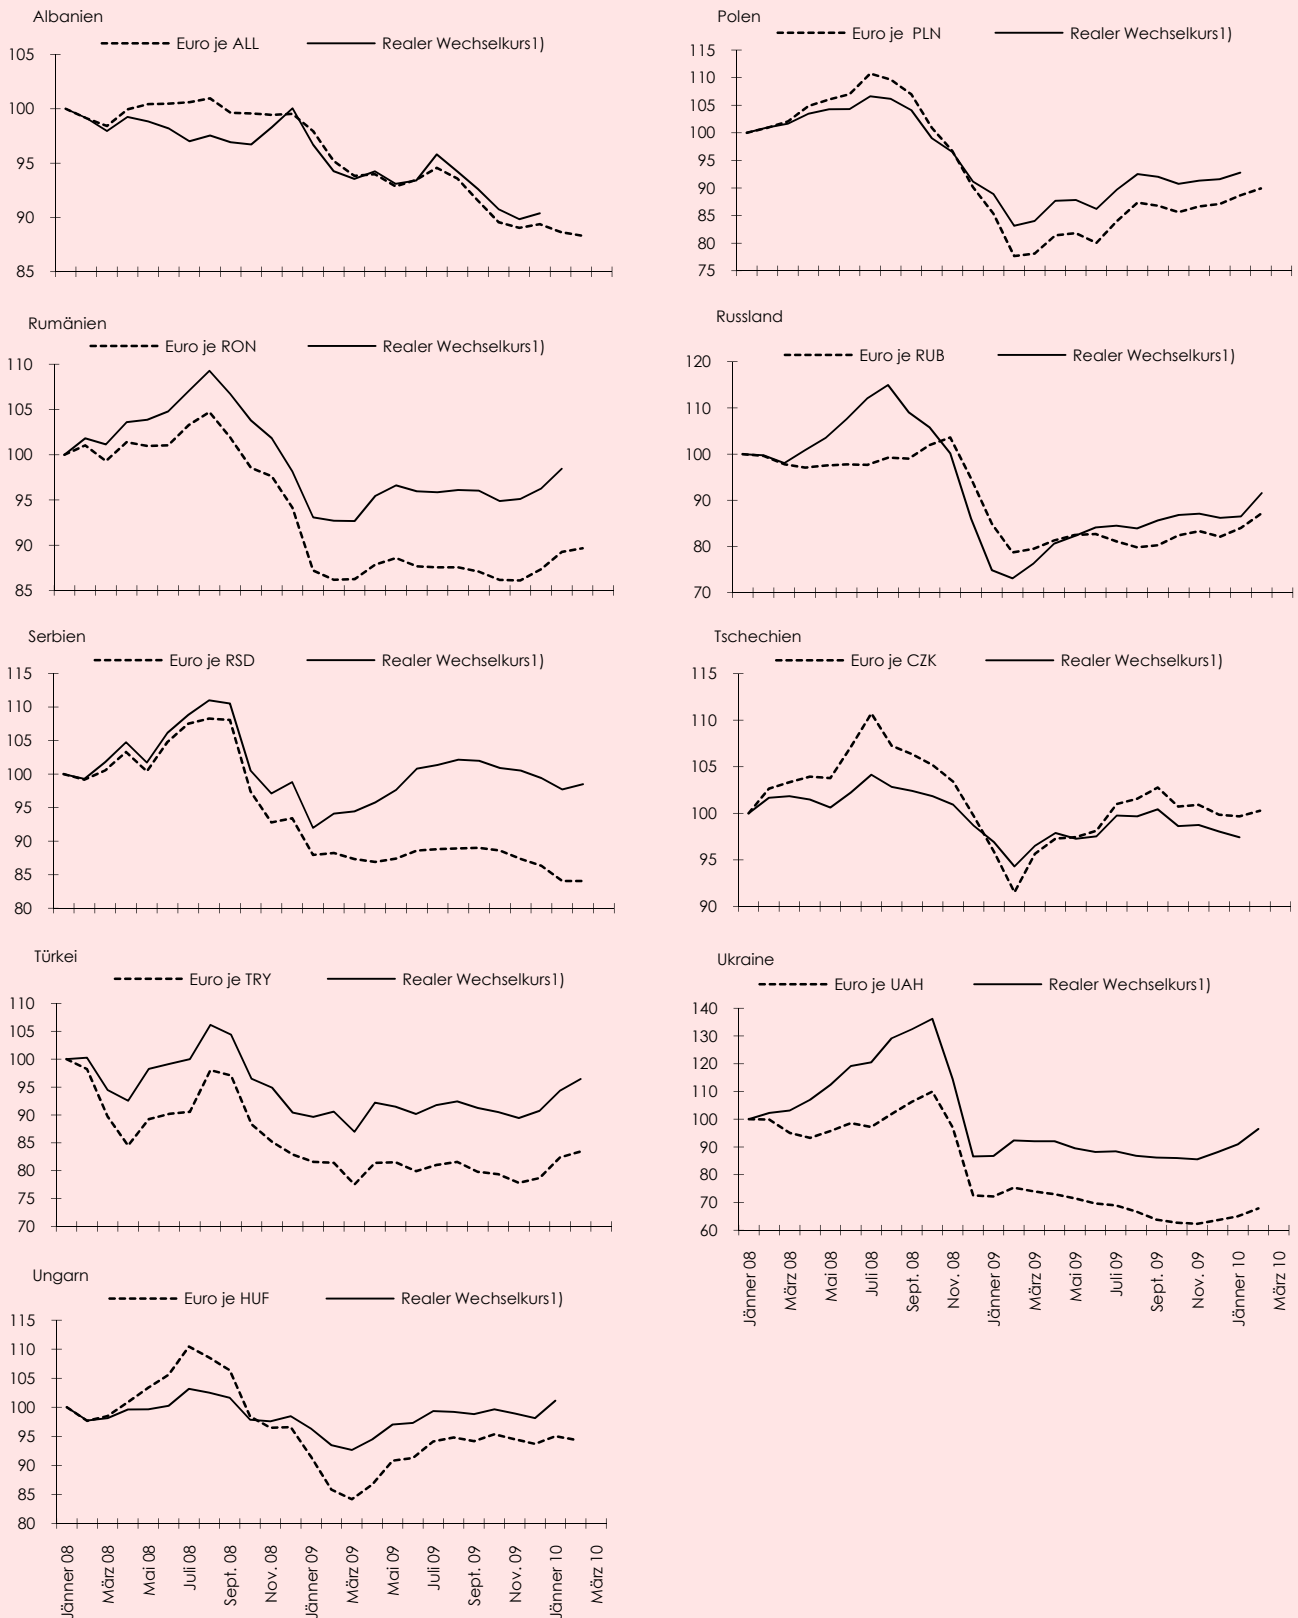 Albanien
Euro je ALL
Realer Wechselkurs1)
105
100
95
90
85
Polen
Euro je PLN
Realer Wechselkurs1)
115
110
105
100
95
90
85
80
75
Rumänien
Euro je RON
Realer Wechselkurs1)
110
105
100
95
90
85
Russland
Euro je RUB
Realer Wechselkurs1)
120
110
100
90
80
70
Serbien
Euro je RSD
Realer Wechselkurs1)
115
110
105
100
95
90
85
80
Tschechien
Euro je CZK
Realer Wechselkurs1)
115
110
105
100
95
90
Türkei
Euro je TRY
Realer Wechselkurs1)
110
105
100
95
90
85
80
75
70
Ukraine
Euro je UAH
Realer Wechselkurs1)
140
130
120
110
100
90
80
70
60
Jänner 08
März 08
Mai 08
Juli 08
Sept. 08
Nov. 08
Jänner 09
März 09
Mai 09
Juli 09
Sept. 09
Nov. 09
Jänner 10
März 10
Ungarn
Euro je HUF
Realer Wechselkurs1)
115
110
105
100
95
90
85
80
Jänner 08
März 08
Mai 08
Juli 08
Sept. 08
Nov. 08
Jänner 09
März 09
Mai 09
Juli 09
Sept. 09
Nov. 09
Jänner 10
März 10